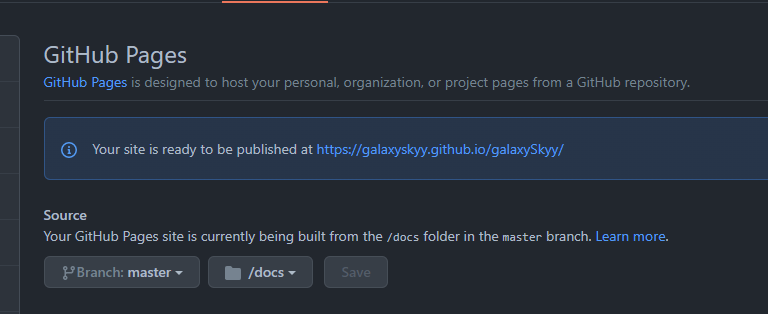 GitHub Pages
GitHub Pages is designed to host your personal, organization, or project pages from a GitHub repository.
Your site is ready to be published at https://galaxyskyy.github.io/galaxySkyy/
Source
Your GitHub Pages site is currently being built from the /docs folder in the master branch. Learn more.
Branch: master /docs Save